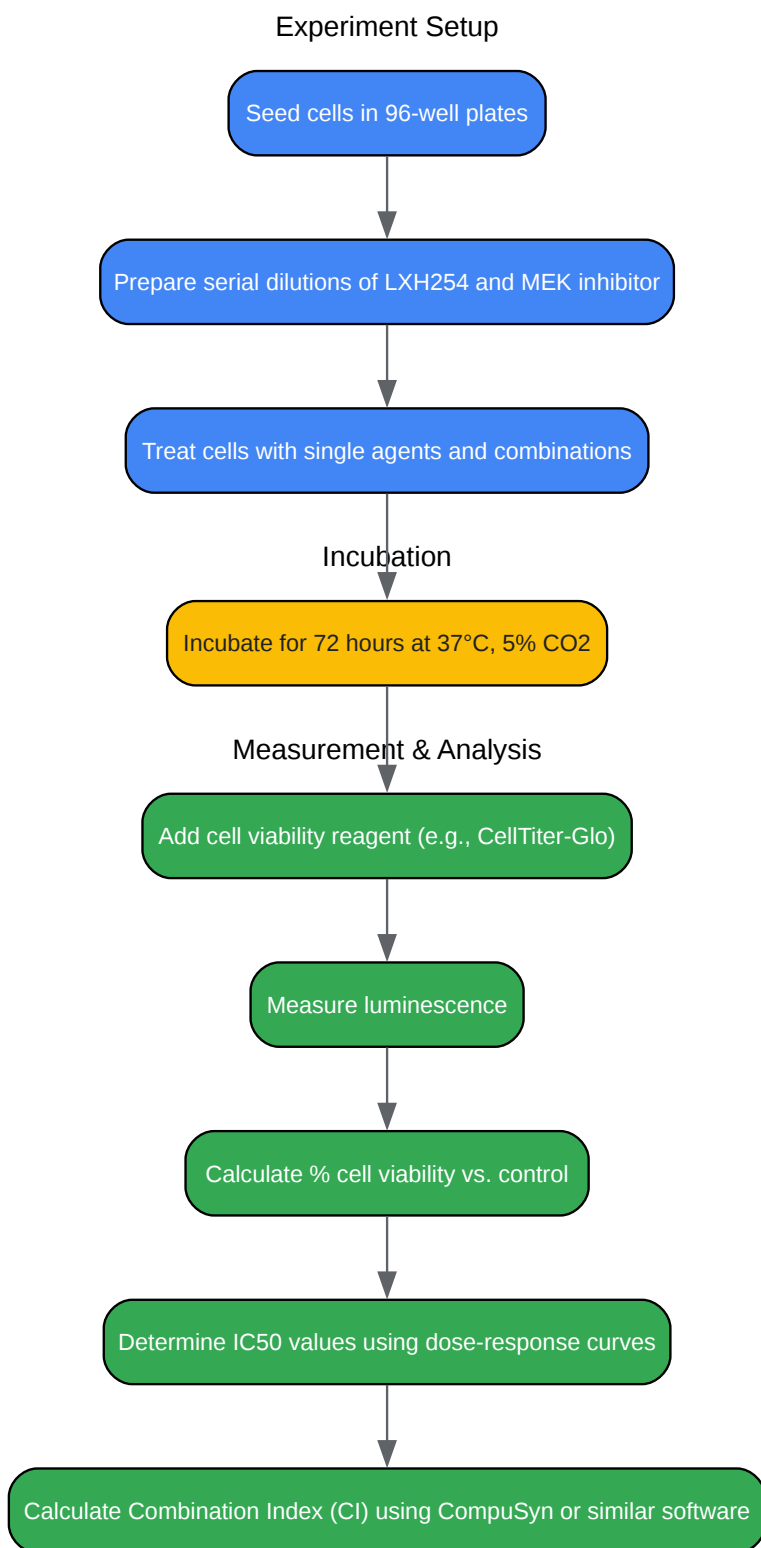 Experiment Setup
Seed cells in 96-well plates
Prepare serial dilutions of LXH254 and MEK inhibitor
Treat cells with single agents and combinations
Incubation
Incubate for 72 hours at 37°C, 5% CO2
Measurement & Analysis
Add cell viability reagent (e.g., CellTiter-Glo)
Measure luminescence
Calculate % cell viability vs. control
Determine IC50 values using dose-response curves
Calculate Combination Index (CI) using CompuSyn or similar software